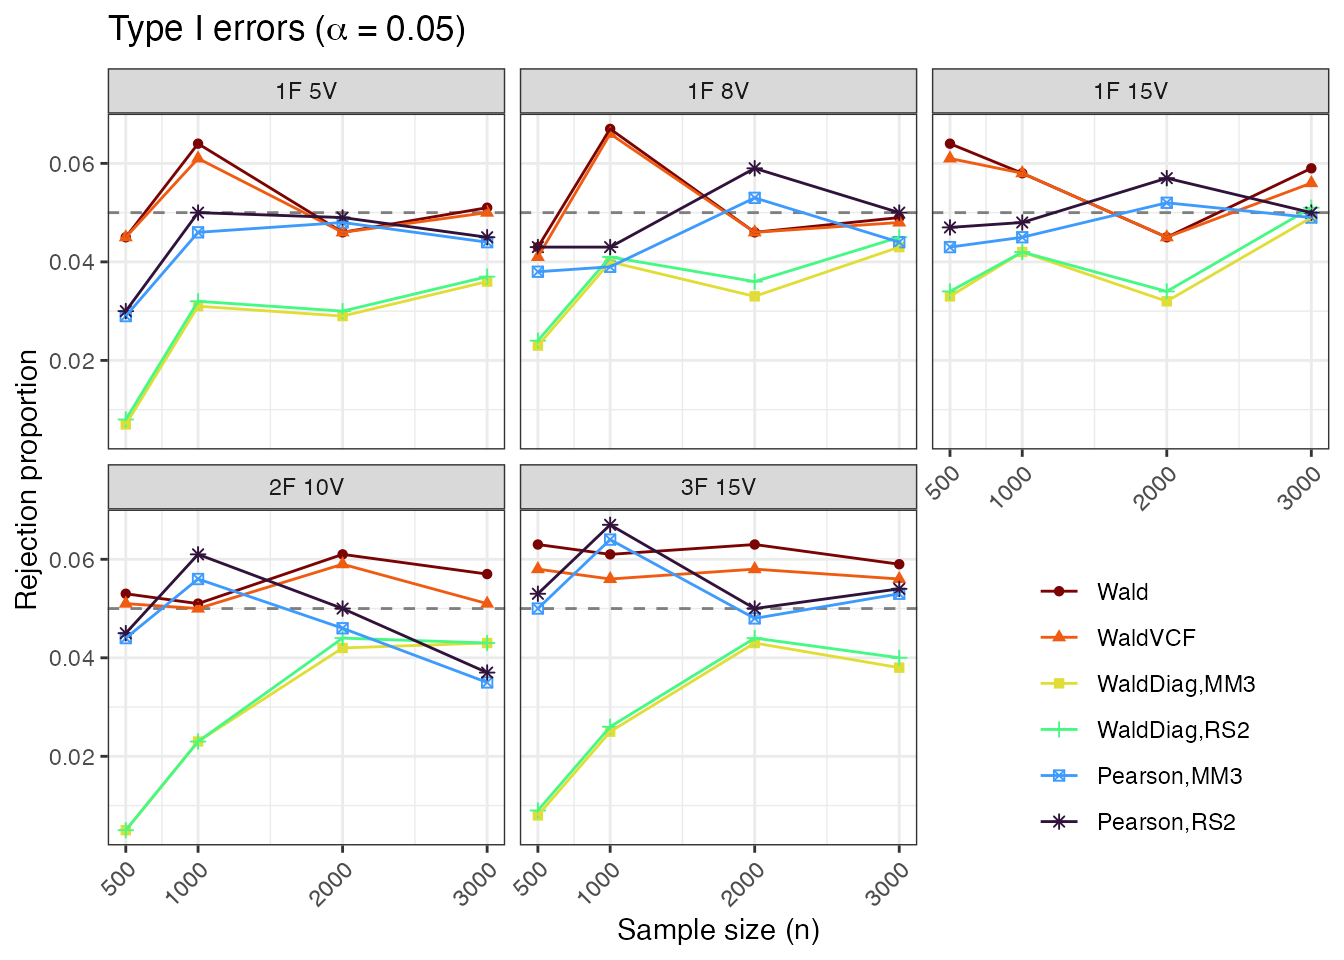 Type I errors (α = 0.05)
1F 5V
1F 8V
1F 15V
0.06
0.04
0.02
500
1000
2000
3000
2F 10V
3F 15V
0.06
0.04
0.02
500
1000
2000
3000
500
1000
2000
3000
Rejection proportion
Sample size (n)
Wald
WaldVCF
WaldDiag,MM3
WaldDiag,RS2
Pearson,MM3
Pearson,RS2